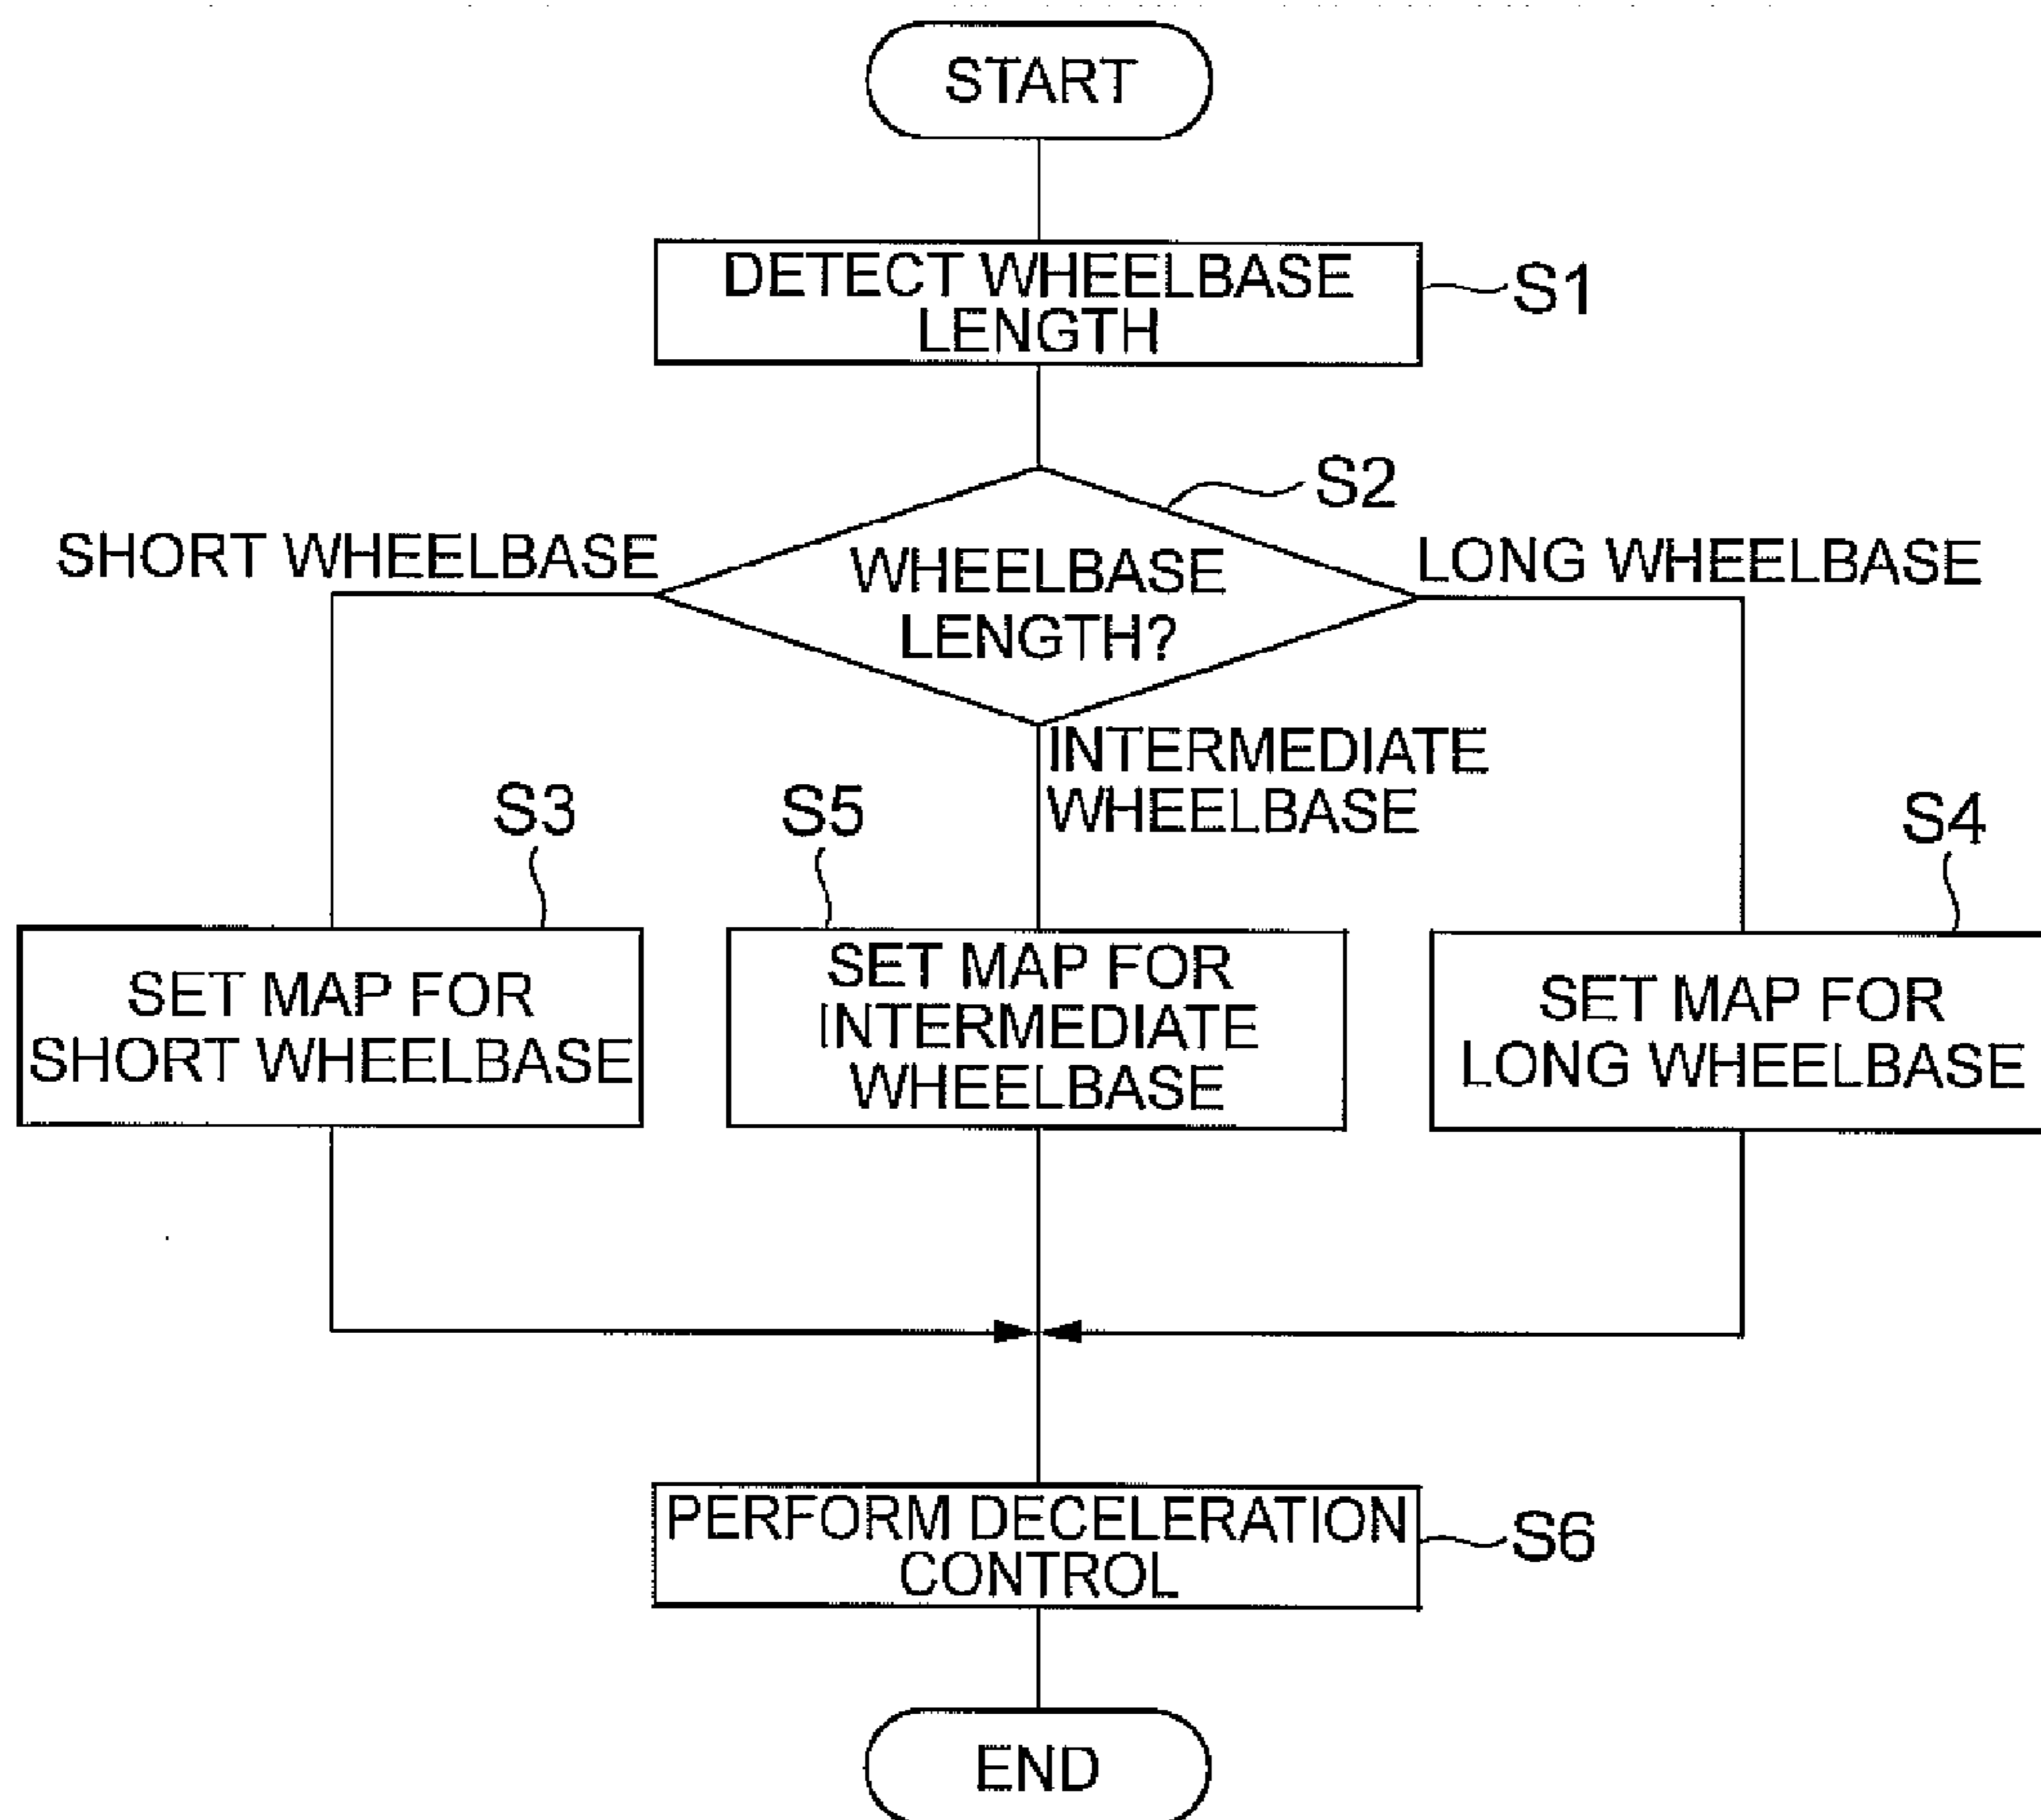 START
DETECT WHEELBASE
LENGTH
S1
S2
SHORT WHEELBASE
WHEELBASE
LENGTH?
LONG WHEELBASE
INTERMEDIATE
WHEELBASE
S3
S5
S4
SET MAP FOR
SHORT WHEELBASE
SET MAP FOR
INTERMEDIATE
WHEELBASE
SET MAP FOR
LONG WHEELBASE
PERFORM DECELERATION
CONTROL
S6
END